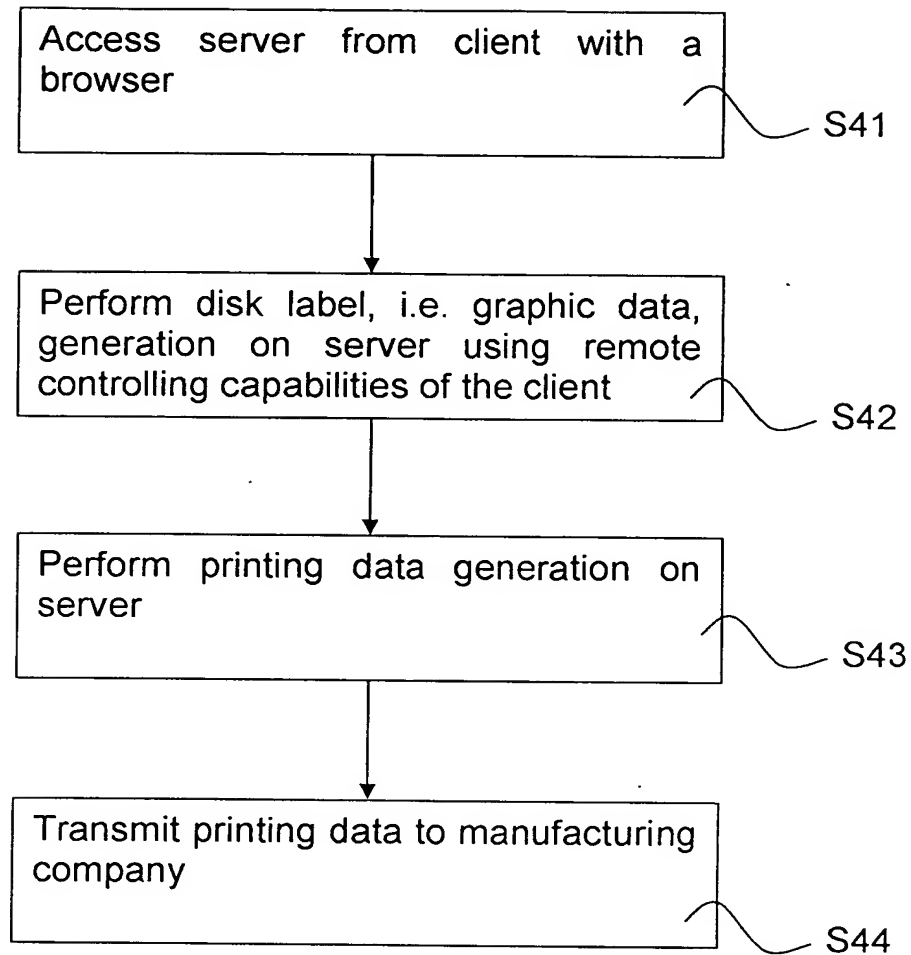 Access server from client with a
browser
S41
Perform disk label, i.e. graphic data,
generation on server using remote
controlling capabilities of the client
S42
Perform printing data generation on
server
S43
Transmit printing data to manufacturing
company
S44